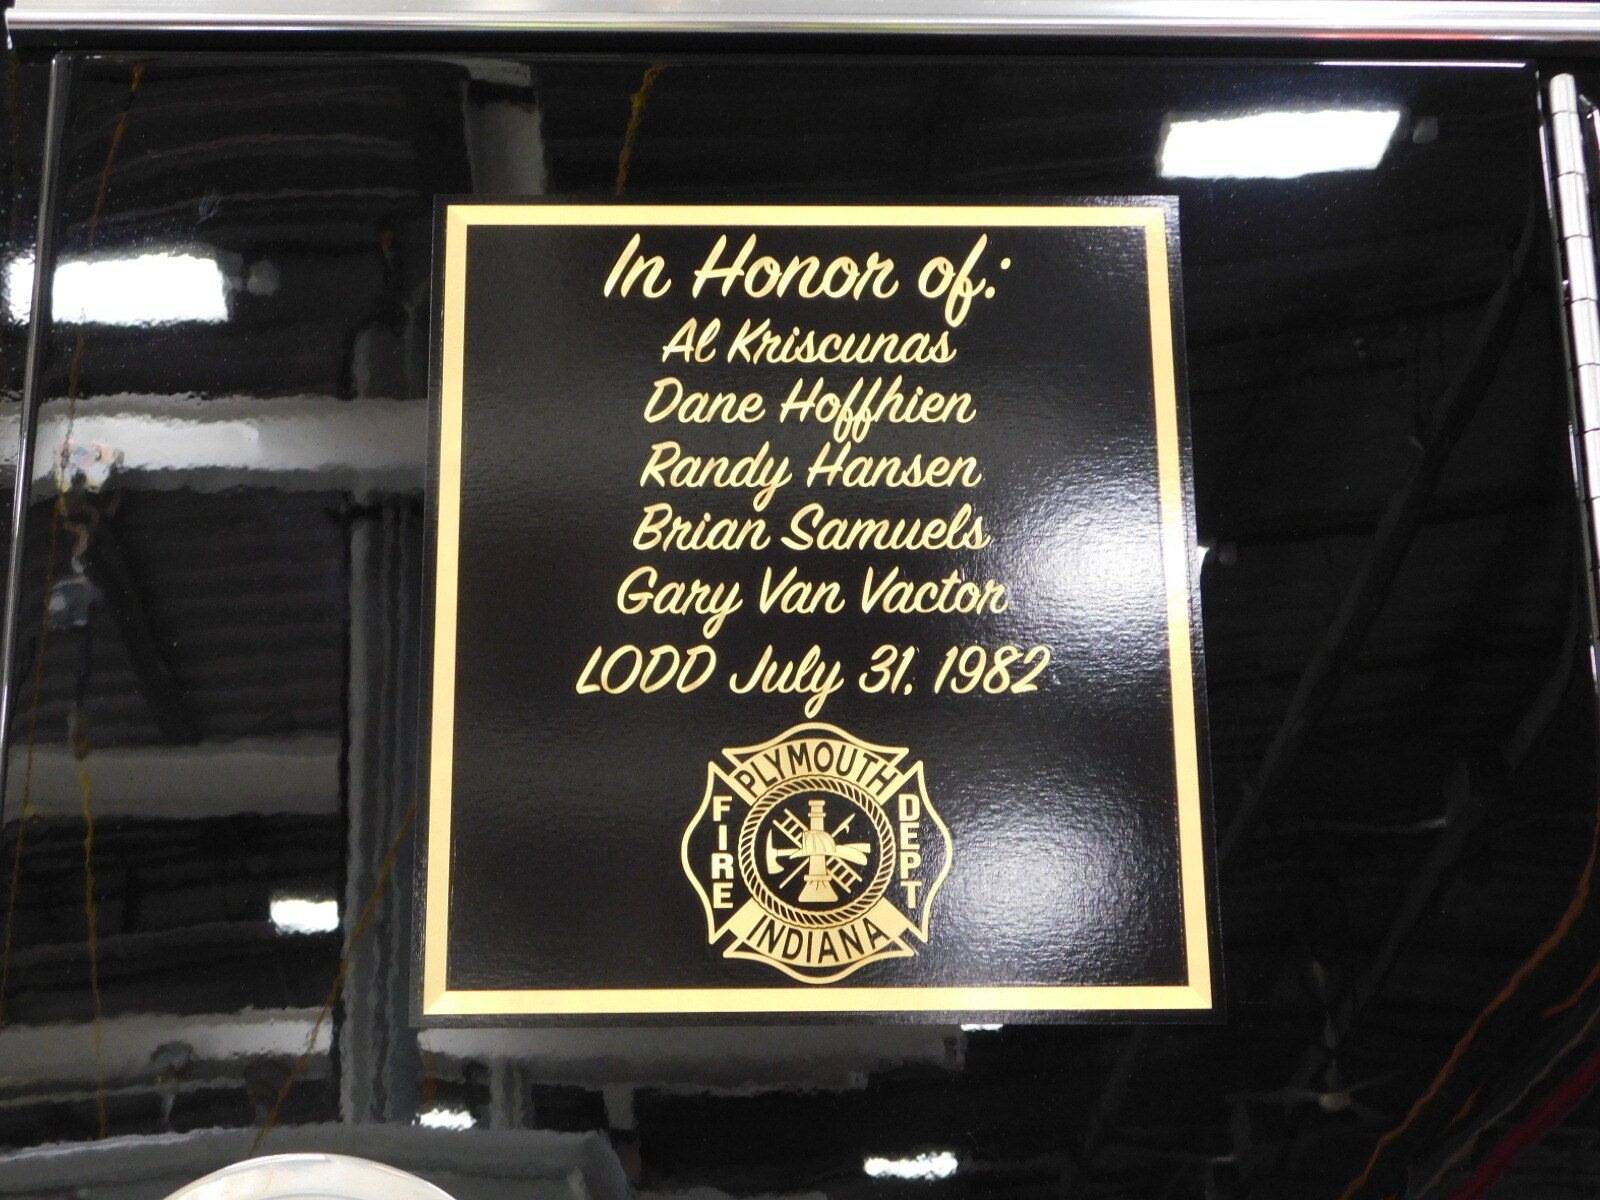 In Honor of:
Al Kriscunas
Dane Hoffhien
Randy Hansen
Brian Samuels
Gary Van Vactor
LODD July 31, 1982
PLYMOUTH
FIRE
DEPT
INDIANA